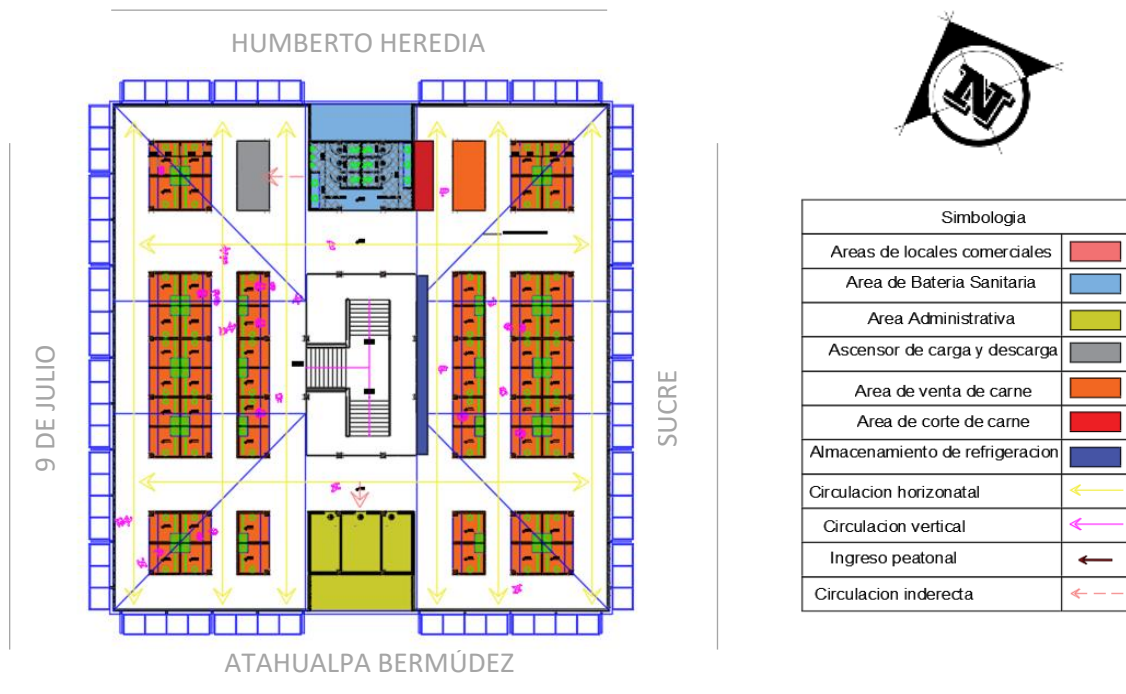 HUMBERTO HEREDIA
N
Simbologia
Areas de locales comerciales
Area de Bateria Sanitaria
Area Administrativa
Ascensor de carga y descarga
Area de venta de carne
Area de corte de carne
Almacenamiento de refrigeracion
Circulacion horizonatal
Circulacion vertical
Ingreso peatonal
Circulacion inderecta
9 DE JULIO
SUCRE
ATAHUALPA BERMÚDEZ